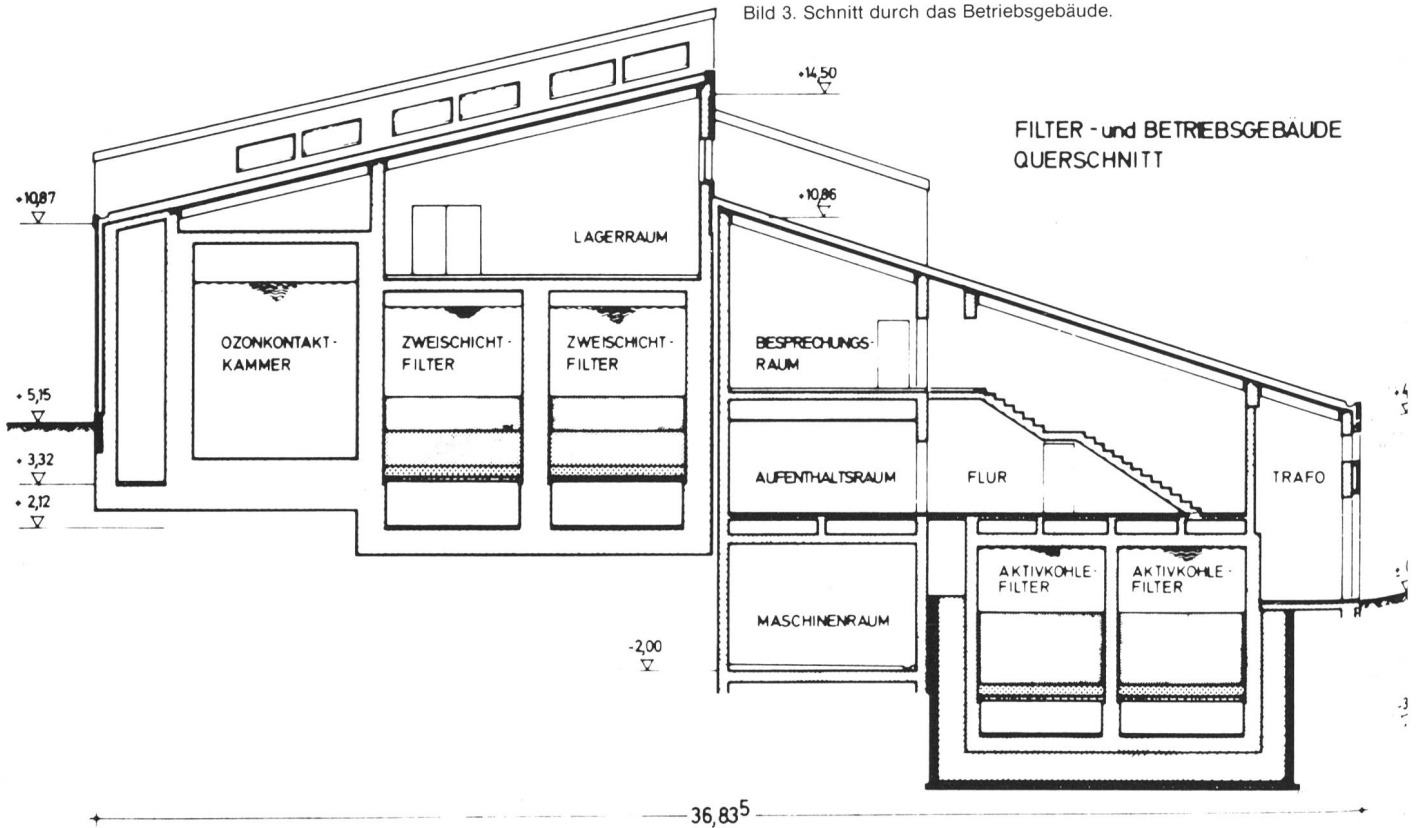 Bild 3. Schnitt durch das Betriebsgebäude.
+14,50
FILTER - und BETRIEBSGEBÄUDE
QUERSCHNITT
+10,87
+10,86
LAGERRAUM
OZONKONTAKT-
KAMMER
ZWEISCHICHT-
FILTER
ZWEISCHICHT-
FILTER
BESPRECHUNGS-
RAUM
+ 5,15
+ 3,32
+ 2,12
AUFENTHALTSRAUM
FLUR
TRAFO
AKTIVKOHLE-
FILTER
AKTIVKOHLE-
FILTER
MASCHINENRAUM
-2,00
36,83⁵